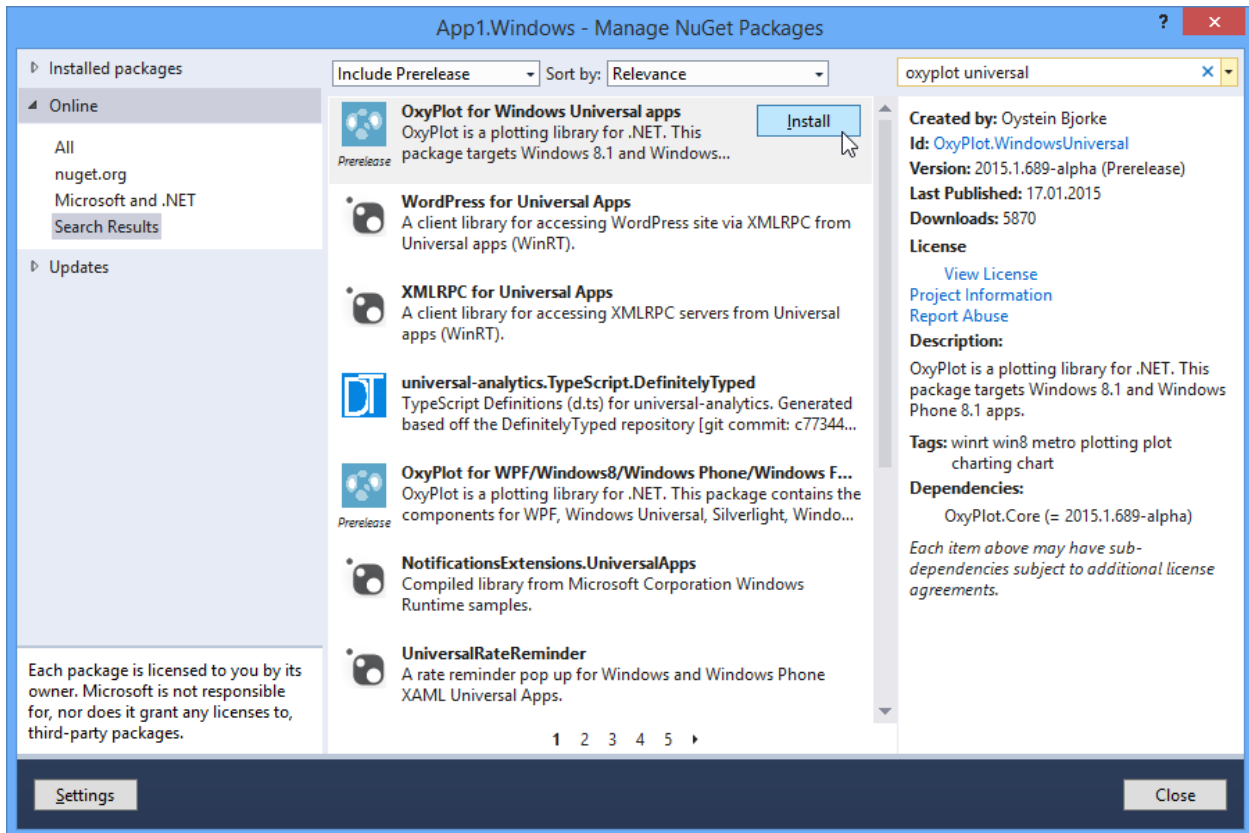 App1.Windows - Manage NuGet Packages
?
Installed packages
Online
All
nuget.org
Microsoft and .NET
Search Results
Updates
Each package is licensed to you by its
owner. Microsoft is not responsible
for, nor does it grant any licenses to,
third-party packages.
Include Prerelease
Sort by:
Relevance
OxyPlot for Windows Universal apps
OxyPlot is a plotting library for .NET. This
package targets Windows 8.1 and Windows...
Prerelease
Install
WordPress for Universal Apps
A client library for accessing WordPress site via XMLRPC from
Universal apps (WinRT).
XMLRPC for Universal Apps
A client library for accessing XMLRPC servers from Universal
apps (WinRT).
DT
universal-analytics.TypeScript.DefinitelyTyped
TypeScript Definitions (d.ts) for universal-analytics. Generated
based off the DefinitelyTyped repository [git commit: c77344...
OxyPlot for WPF/Windows8/Windows Phone/Windows F...
OxyPlot is a plotting library for .NET. This package contains the
components for WPF, Windows Universal, Silverlight, Windo...
Prerelease
NotificationsExtensions.UniversalApps
Compiled library from Microsoft Corporation Windows
Runtime samples.
UniversalRateReminder
A rate reminder pop up for Windows and Windows Phone
XAML Universal Apps.
1 2 3 4 5
oxyplot universal
Created by: Oystein Bjorke
Id: OxyPlot.WindowsUniversal
Version: 2015.1.689-alpha (Prerelease)
Last Published: 17.01.2015
Downloads: 5870
License
View License
Project Information
Report Abuse
Description:
OxyPlot is a plotting library for .NET. This
package targets Windows 8.1 and Windows
Phone 8.1 apps.
Tags: winrt win8 metro plotting plot
charting chart
Dependencies:
OxyPlot.Core (= 2015.1.689-alpha)
Each item above may have sub-
dependencies subject to additional license
agreements.
Settings
Close